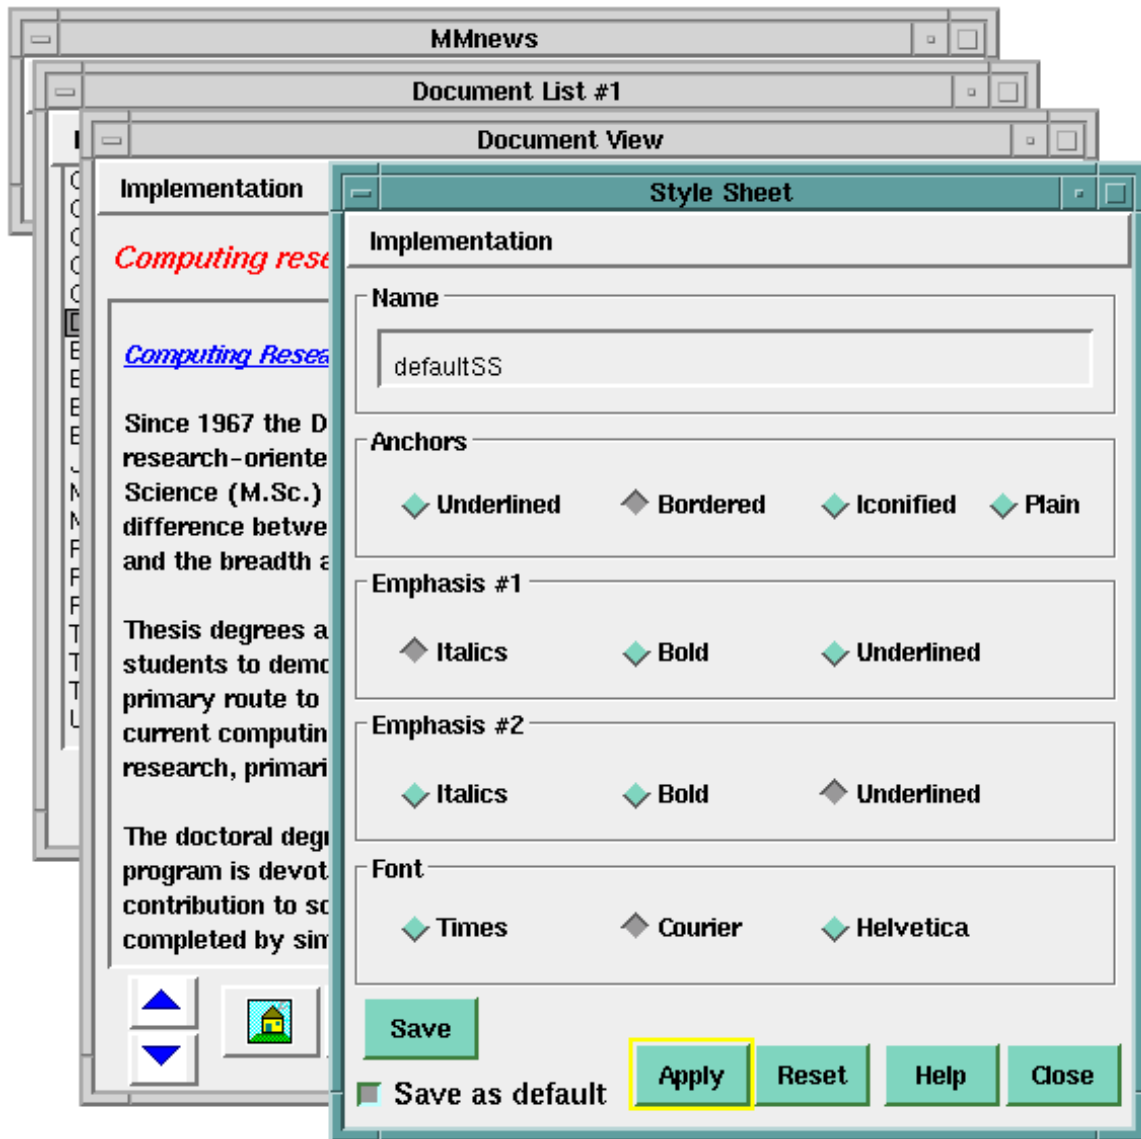 MMnews
Document List #1
Document View
Implementation
Computing rese
Computing Resea
Since 1967 the D
research-oriente
Science (M.Sc.)
difference betwe
and the breadth a
Thesis degrees a
students to demo
primary route to
current computin
research, primari
The doctoral degr
program is devot
contribution to sc
completed by sim
Style Sheet
Implementation
Name
defaultSS
Anchors
Underlined Bordered Iconified Plain
Emphasis #1
Italics Bold Underlined
Emphasis #2
Italics Bold Underlined
Font
Times Courier Helvetica
Save
Save as default
Apply Reset Help Close